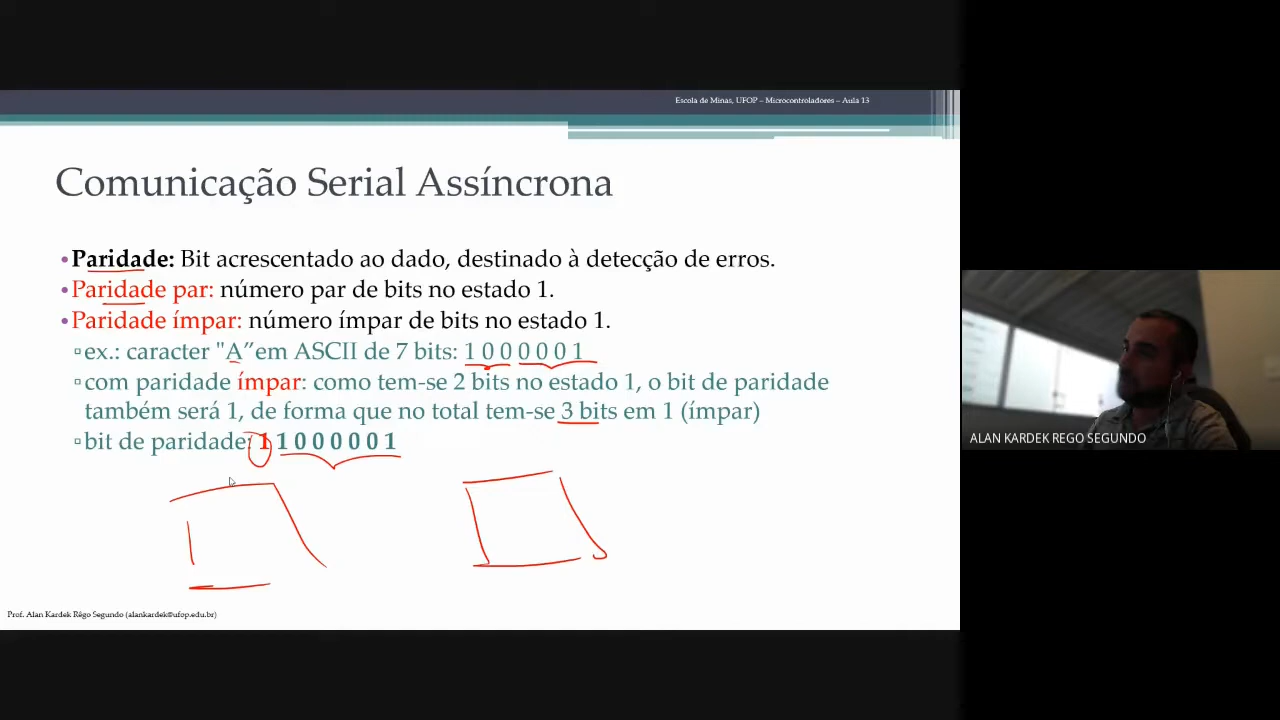 Escola de Minas, UFOP – Microcontroladores – Aula 13
Comunicação Serial Assíncrona
•Paridade: Bit acrescentado ao dado, destinado à detecção de erros.
•Paridade par: número par de bits no estado 1.
•Paridade ímpar: número ímpar de bits no estado 1.
▫ex.: caracter "A”em ASCII de 7 bits: 1 0 0 0 0 0 1
▫com paridade ímpar: como tem-se 2 bits no estado 1, o bit de paridade
também será 1, de forma que no total tem-se 3 bits em 1 (ímpar)
▫bit de paridade: 1 1 0 0 0 0 0 1
Prof. Alan Kardek Rêgo Segundo (alankardek@ufop.edu.br)
ALAN KARDEK REGO SEGUNDO